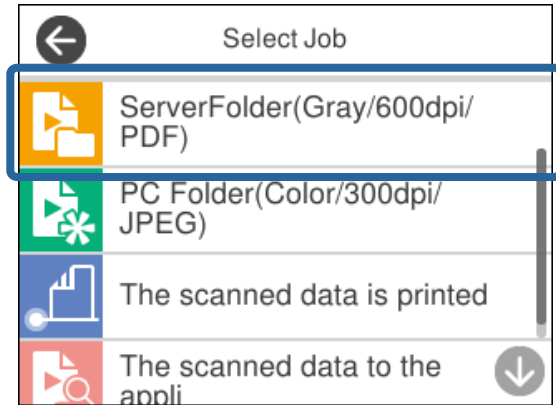 Select Job
ServerFolder(Gray/600dpi/
PDF)
PC Folder(Color/300dpi/
JPEG)
The scanned data is printed
The scanned data to the
appli